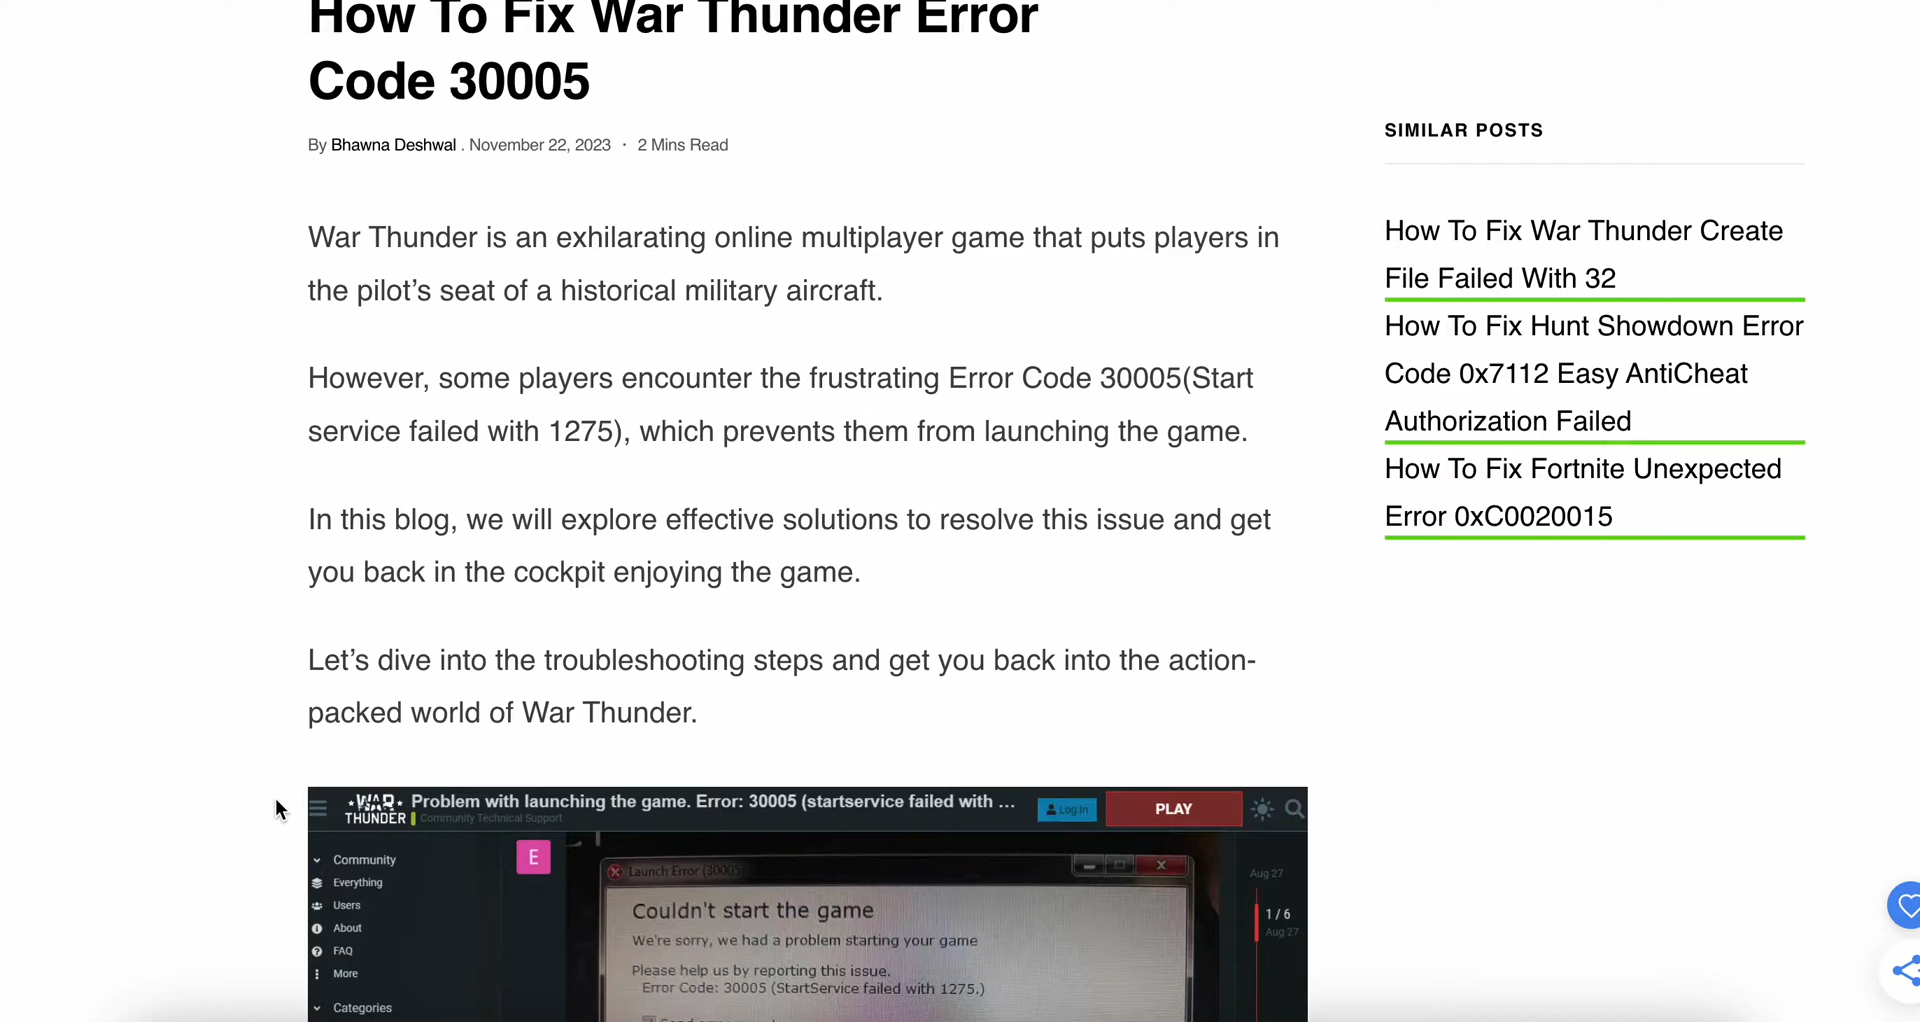 How To Fix War Thunder Error
Code 30005
By Bhawna Deshwal . November 22, 2023 · 2 Mins Read
War Thunder is an exhilarating online multiplayer game that puts players in
the pilot’s seat of a historical military aircraft.
However, some players encounter the frustrating Error Code 30005(Start
service failed with 1275), which prevents them from launching the game.
In this blog, we will explore effective solutions to resolve this issue and get
you back in the cockpit enjoying the game.
Let’s dive into the troubleshooting steps and get you back into the action-
packed world of War Thunder.
SIMILAR POSTS
How To Fix War Thunder Create
File Failed With 32
How To Fix Hunt Showdown Error
Code 0x7112 Easy AntiCheat
Authorization Failed
How To Fix Fortnite Unexpected
Error 0xC0020015
WAR
THUNDER
Problem with launching the game. Error: 30005 (startservice failed with ...
Community Technical Support
Log In
PLAY
Community
Everything
Users
About
FAQ
More
Categories
E
Launch Error (30005)
Couldn't start the game
We're sorry, we had a problem starting your game
Please help us by reporting this issue.
Error Code: 30005 (StartService failed with 1275.)
Aug 27
1 / 6
Aug 27